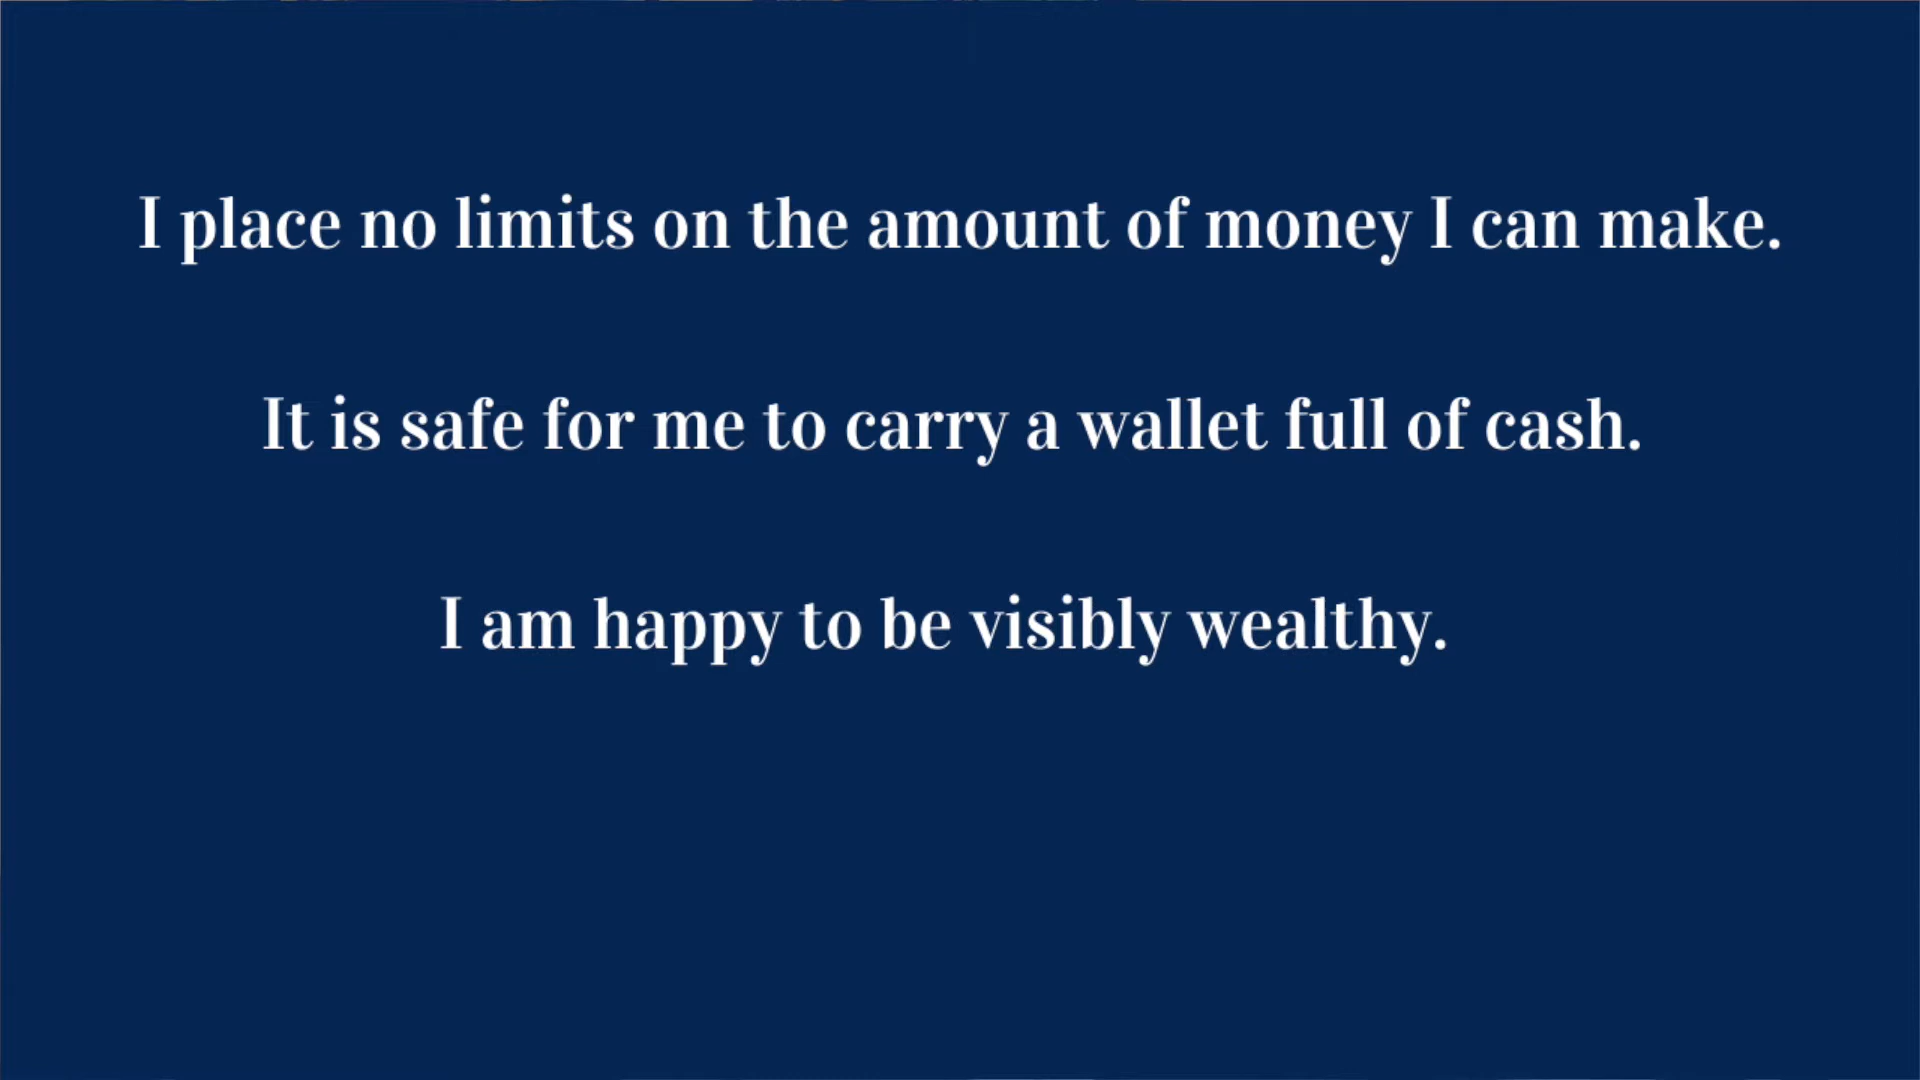 I place no limits on the amount of money I can make.
It is safe for me to carry a wallet full of cash.
I am happy to be visibly wealthy.